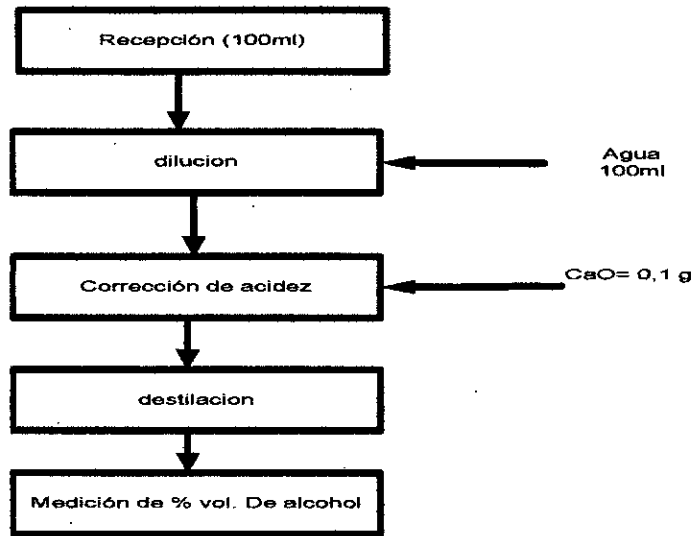 Recepción (100ml)
dilucion
Agua
100ml
Corrección de acidez
CaO= 0,1 g
destilacion
Medición de % vol. De alcohol